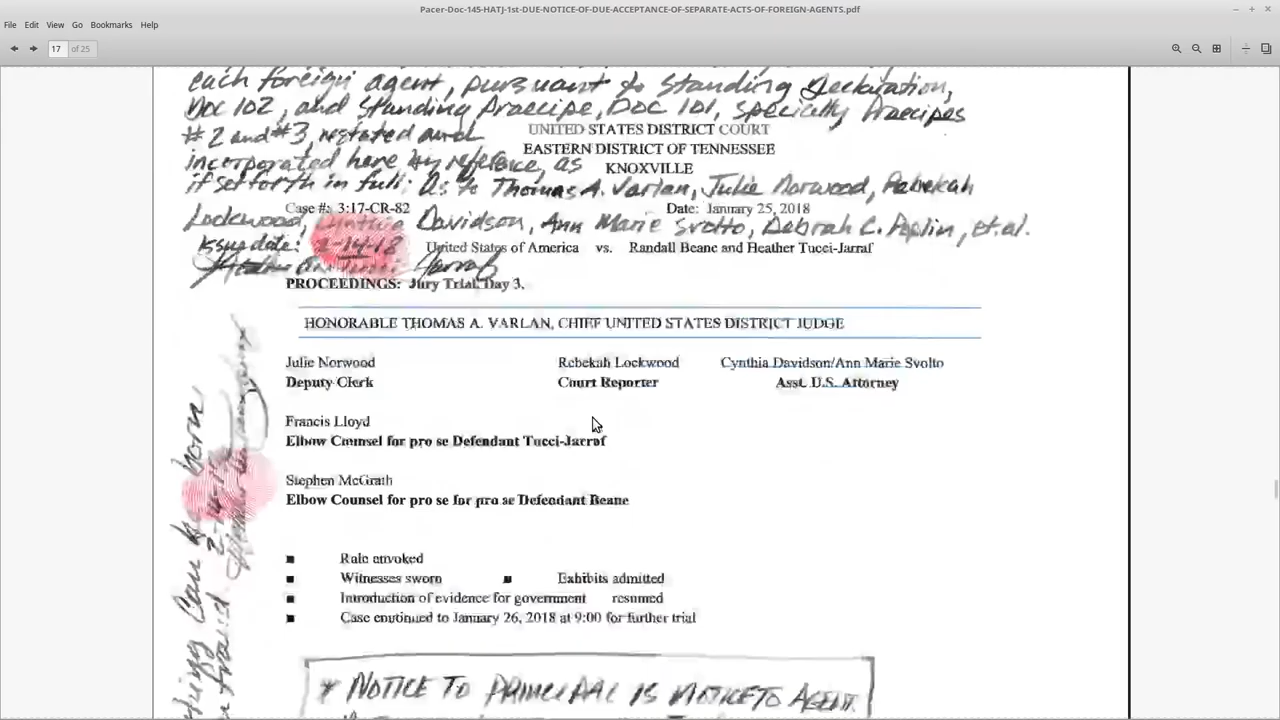 Pacer-Doc-145-HATJ-1st-DUE-NOTICE-OF-DUE-ACCEPTANCE-OF-SEPARATE-ACTS-OF-FOREIGN-AGENTS.pdf
File Edit View Go Bookmarks Help
17 of 25
each foreign agent, pursuant to Standing Declaration,
Doc 102, and Standing Praecipe, Doc 101, specially Praecipes
#2 and #3, restated and
UNITED STATES DISTRICT COURT
EASTERN DISTRICT OF TENNESSEE
incorporated here by reference, as
KNOXVILLE
if set forth in full: As to Thomas A. Varlan, Julie Norwood, Rebekah
Case #: 3:17-CR-82 Date: January 25, 2018
Lockwood, Cynthia Davidson, Ann Marie Svolto, Debrah C. Poplin, et.al.
Issue date: 2-14-18
United States of America vs. Randall Beane and Heather Tucci-Jarraf
PROCEEDINGS: Jury Trial, Day 3.
HONORABLE THOMAS A. VARLAN, CHIEF UNITED STATES DISTRICT JUDGE
Julie Norwood Rebekah Lockwood Cynthia Davidson/Ann Marie Svolto
Deputy Clerk Court Reporter Asst. U.S. Attorney
Francis Lloyd
Elbow Counsel for pro se Defendant Tucci-Jarraf
Stephen McGrath
Elbow Counsel for pro se for pro se Defendant Beane
Rule invoked
Witnesses sworn Exhibits admitted
Introduction of evidence for government resumed
Case continued to January 26, 2018 at 9:00 for further trial
* NOTICE TO PRINCIPAL IS NOTICE TO AGENT
Can be born
fraud